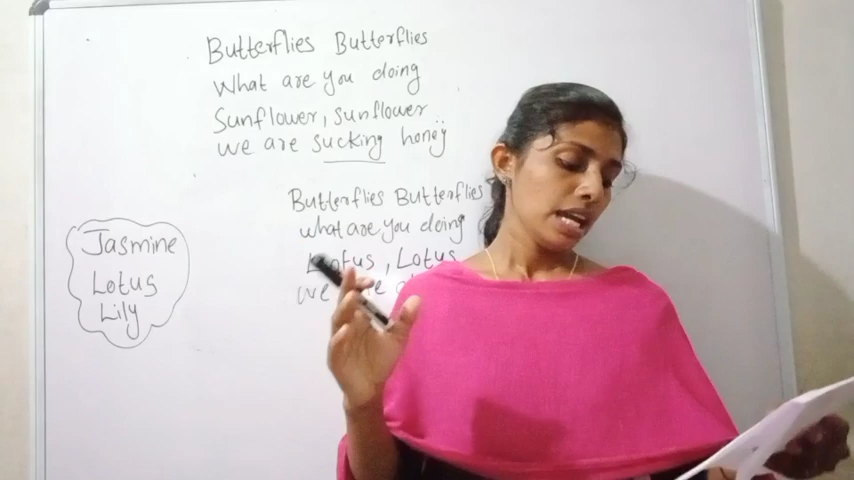 Butterflies Butterflies
What are you doing
Sunflower, sunflower
we are sucking honey
Butterflies Butterflies
what are you doing
Lotus, Lotus
we
Jasmine
Lotus
Lily